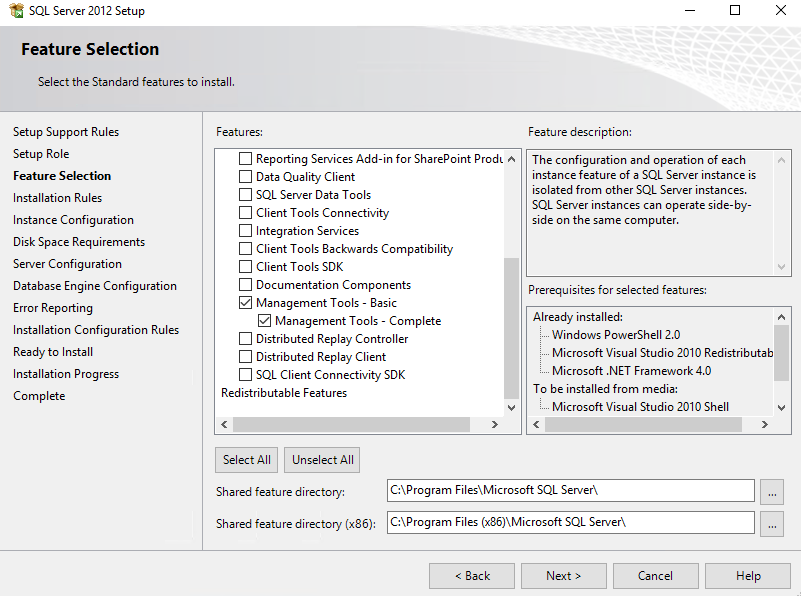 SQL Server 2012 Setup
Feature Selection
Select the Standard features to install.
Setup Support Rules
Setup Role
Feature Selection
Installation Rules
Instance Configuration
Disk Space Requirements
Server Configuration
Database Engine Configuration
Error Reporting
Installation Configuration Rules
Ready to Install
Installation Progress
Complete
Features:
Reporting Services Add-in for SharePoint Produ
Data Quality Client
SQL Server Data Tools
Client Tools Connectivity
Integration Services
Client Tools Backwards Compatibility
Client Tools SDK
Documentation Components
Management Tools - Basic
Management Tools - Complete
Distributed Replay Controller
Distributed Replay Client
SQL Client Connectivity SDK
Redistributable Features
Feature description:
The configuration and operation of each
instance feature of a SQL Server instance is
isolated from other SQL Server instances.
SQL Server instances can operate side-by-
side on the same computer.
Prerequisites for selected features:
Already installed:
Windows PowerShell 2.0
Microsoft Visual Studio 2010 Redistributab
Microsoft .NET Framework 4.0
To be installed from media:
Microsoft Visual Studio 2010 Shell
Select All
Unselect All
Shared feature directory:
C:\Program Files\Microsoft SQL Server\
...
Shared feature directory (x86):
C:\Program Files (x86)\Microsoft SQL Server\
...
< Back
Next >
Cancel
Help